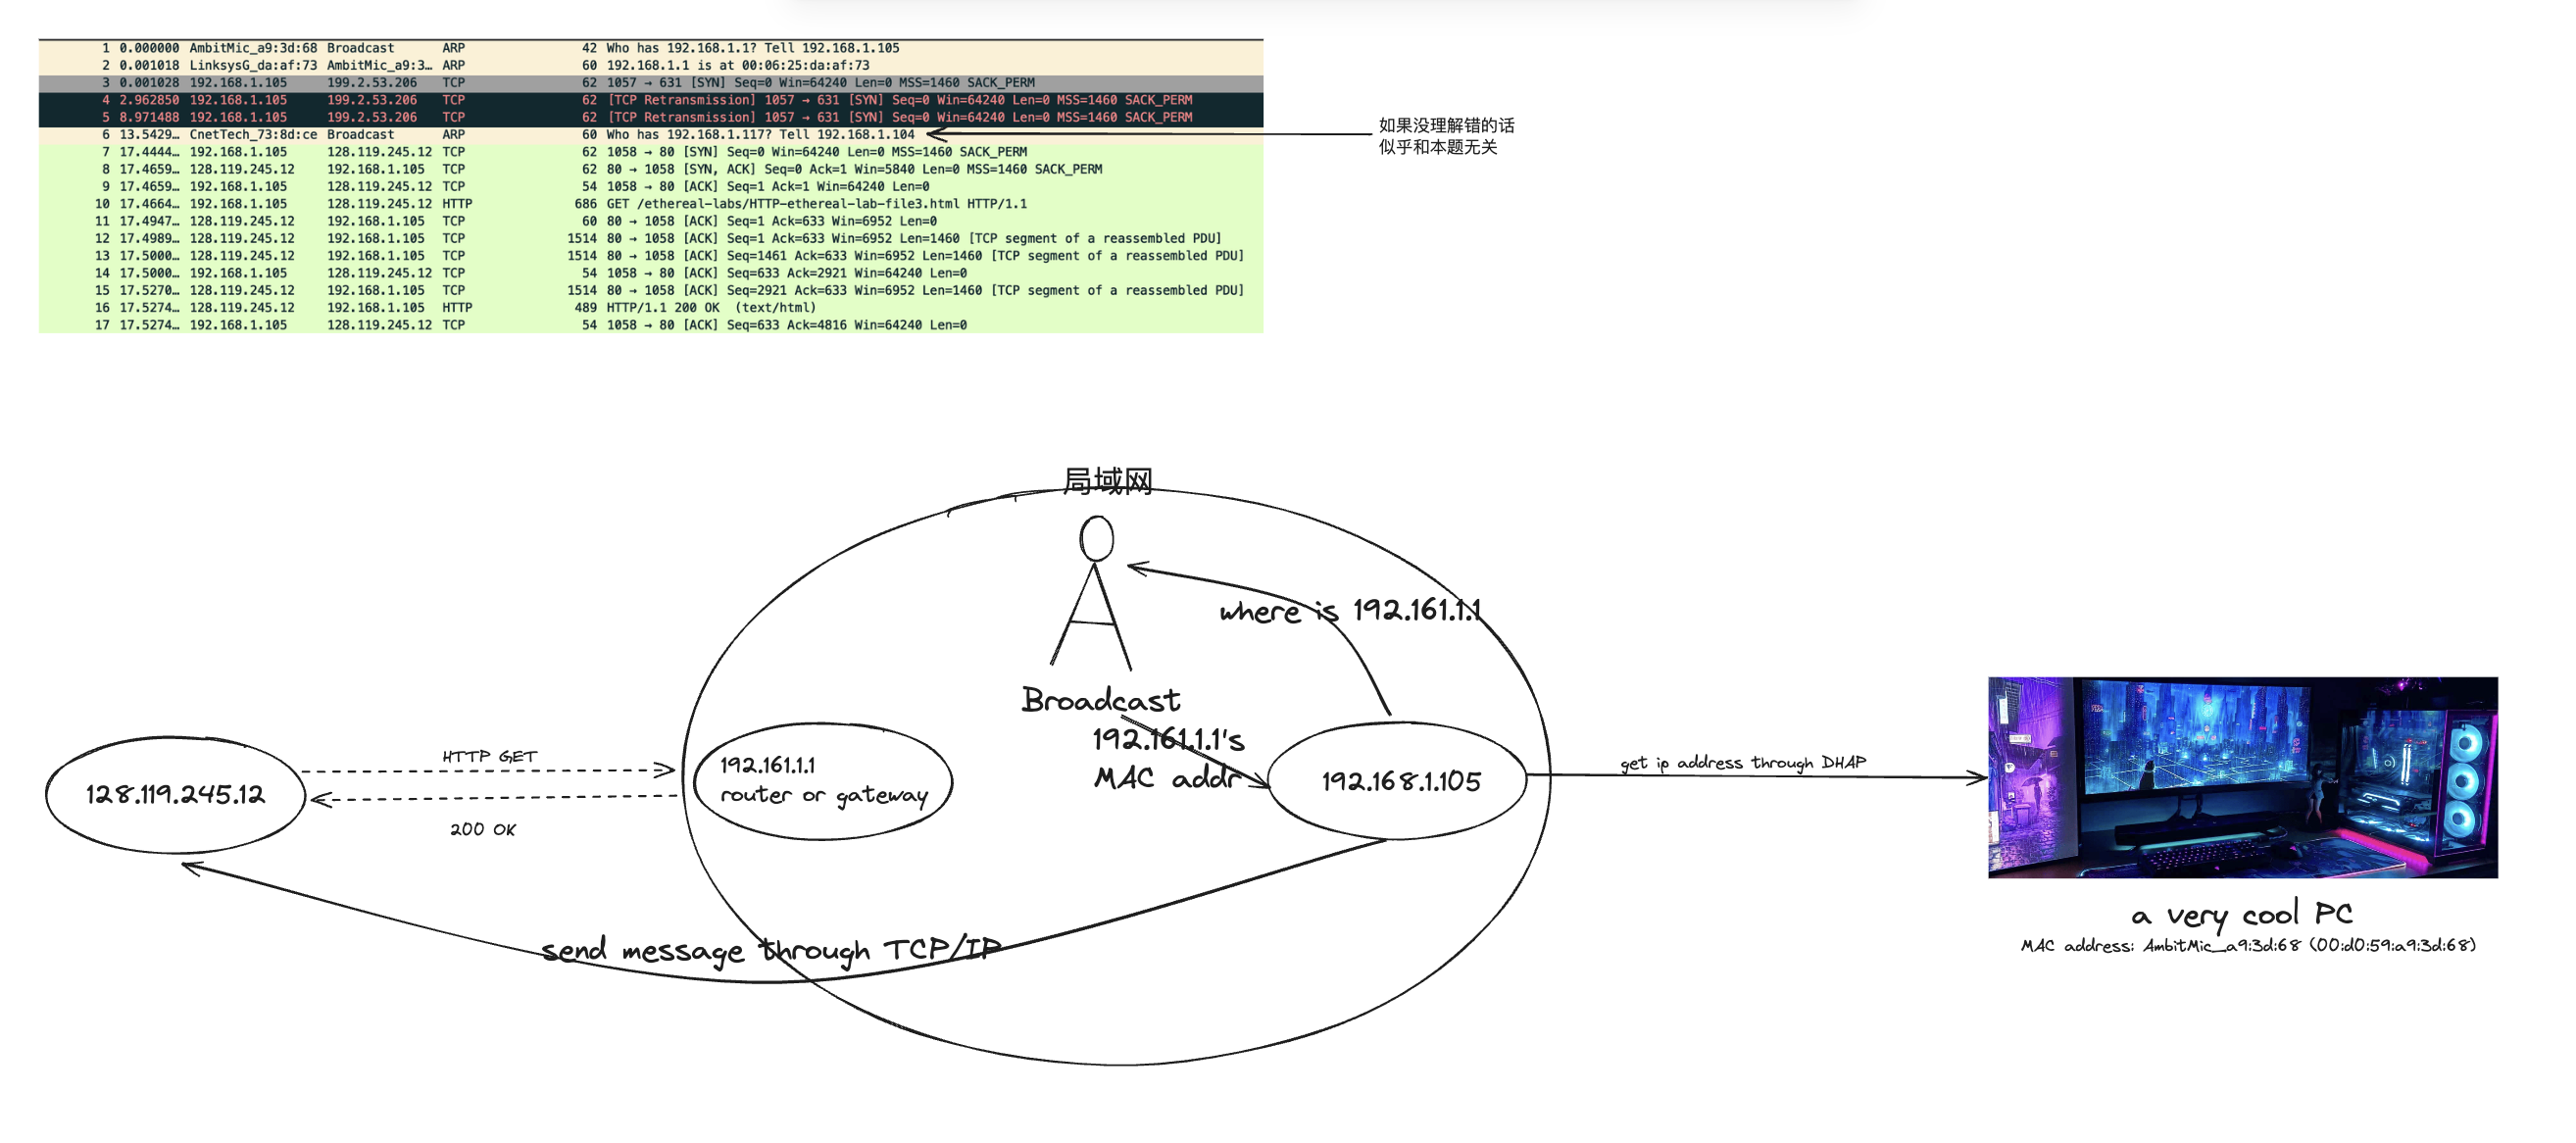 1 0.000000 AmbitMic_a9:3d:68 Broadcast ARP 42 Who has 192.168.1.1? Tell 192.168.1.105
2 0.001018 LinksysG_da:af:73 AmbitMic_a9:3… ARP 60 192.168.1.1 is at 00:06:25:da:af:73
3 0.001028 192.168.1.105 199.2.53.206 TCP 62 1057 → 631 [SYN] Seq=0 Win=64240 Len=0 MSS=1460 SACK_PERM
4 2.962850 192.168.1.105 199.2.53.206 TCP 62 [TCP Retransmission] 1057 → 631 [SYN] Seq=0 Win=64240 Len=0 MSS=1460 SACK_PERM
5 8.971488 192.168.1.105 199.2.53.206 TCP 62 [TCP Retransmission] 1057 → 631 [SYN] Seq=0 Win=64240 Len=0 MSS=1460 SACK_PERM
6 13.5429… CnetTech_73:8d:ce Broadcast ARP 60 Who has 192.168.1.117? Tell 192.168.1.104
如果没理解错的话
似乎和本题无关
7 17.4444… 192.168.1.105 128.119.245.12 TCP 62 1058 → 80 [SYN] Seq=0 Win=64240 Len=0 MSS=1460 SACK_PERM
8 17.4659… 128.119.245.12 192.168.1.105 TCP 62 80 → 1058 [SYN, ACK] Seq=0 Ack=1 Win=5840 Len=0 MSS=1460 SACK_PERM
9 17.4659… 192.168.1.105 128.119.245.12 TCP 54 1058 → 80 [ACK] Seq=1 Ack=1 Win=64240 Len=0
10 17.4664… 192.168.1.105 128.119.245.12 HTTP 686 GET /ethereal-labs/HTTP-ethereal-lab-file3.html HTTP/1.1
11 17.4947… 128.119.245.12 192.168.1.105 TCP 60 80 → 1058 [ACK] Seq=1 Ack=633 Win=6952 Len=0
12 17.4989… 128.119.245.12 192.168.1.105 TCP 1514 80 → 1058 [ACK] Seq=1 Ack=633 Win=6952 Len=1460 [TCP segment of a reassembled PDU]
13 17.5000… 128.119.245.12 192.168.1.105 TCP 1514 80 → 1058 [ACK] Seq=1461 Ack=633 Win=6952 Len=1460 [TCP segment of a reassembled PDU]
14 17.5000… 192.168.1.105 128.119.245.12 TCP 54 1058 → 80 [ACK] Seq=633 Ack=2921 Win=64240 Len=0
15 17.5270… 128.119.245.12 192.168.1.105 TCP 1514 80 → 1058 [ACK] Seq=2921 Ack=633 Win=6952 Len=1460 [TCP segment of a reassembled PDU]
16 17.5274… 128.119.245.12 192.168.1.105 HTTP 489 HTTP/1.1 200 OK (text/html)
17 17.5274… 192.168.1.105 128.119.245.12 TCP 54 1058 → 80 [ACK] Seq=633 Ack=4816 Win=64240 Len=0
局域网
where is 192.161.1.1
Broadcast
192.161.1.1's
MAC addr
128.119.245.12
HTTP GET
200 OK
192.161.1.1
router or gateway
192.168.1.105
get ip address through DHAP
send message through TCP/IP
a very cool PC
MAC address: AmbitMic_a9:3d:68 (00:d0:59:a9:3d:68)